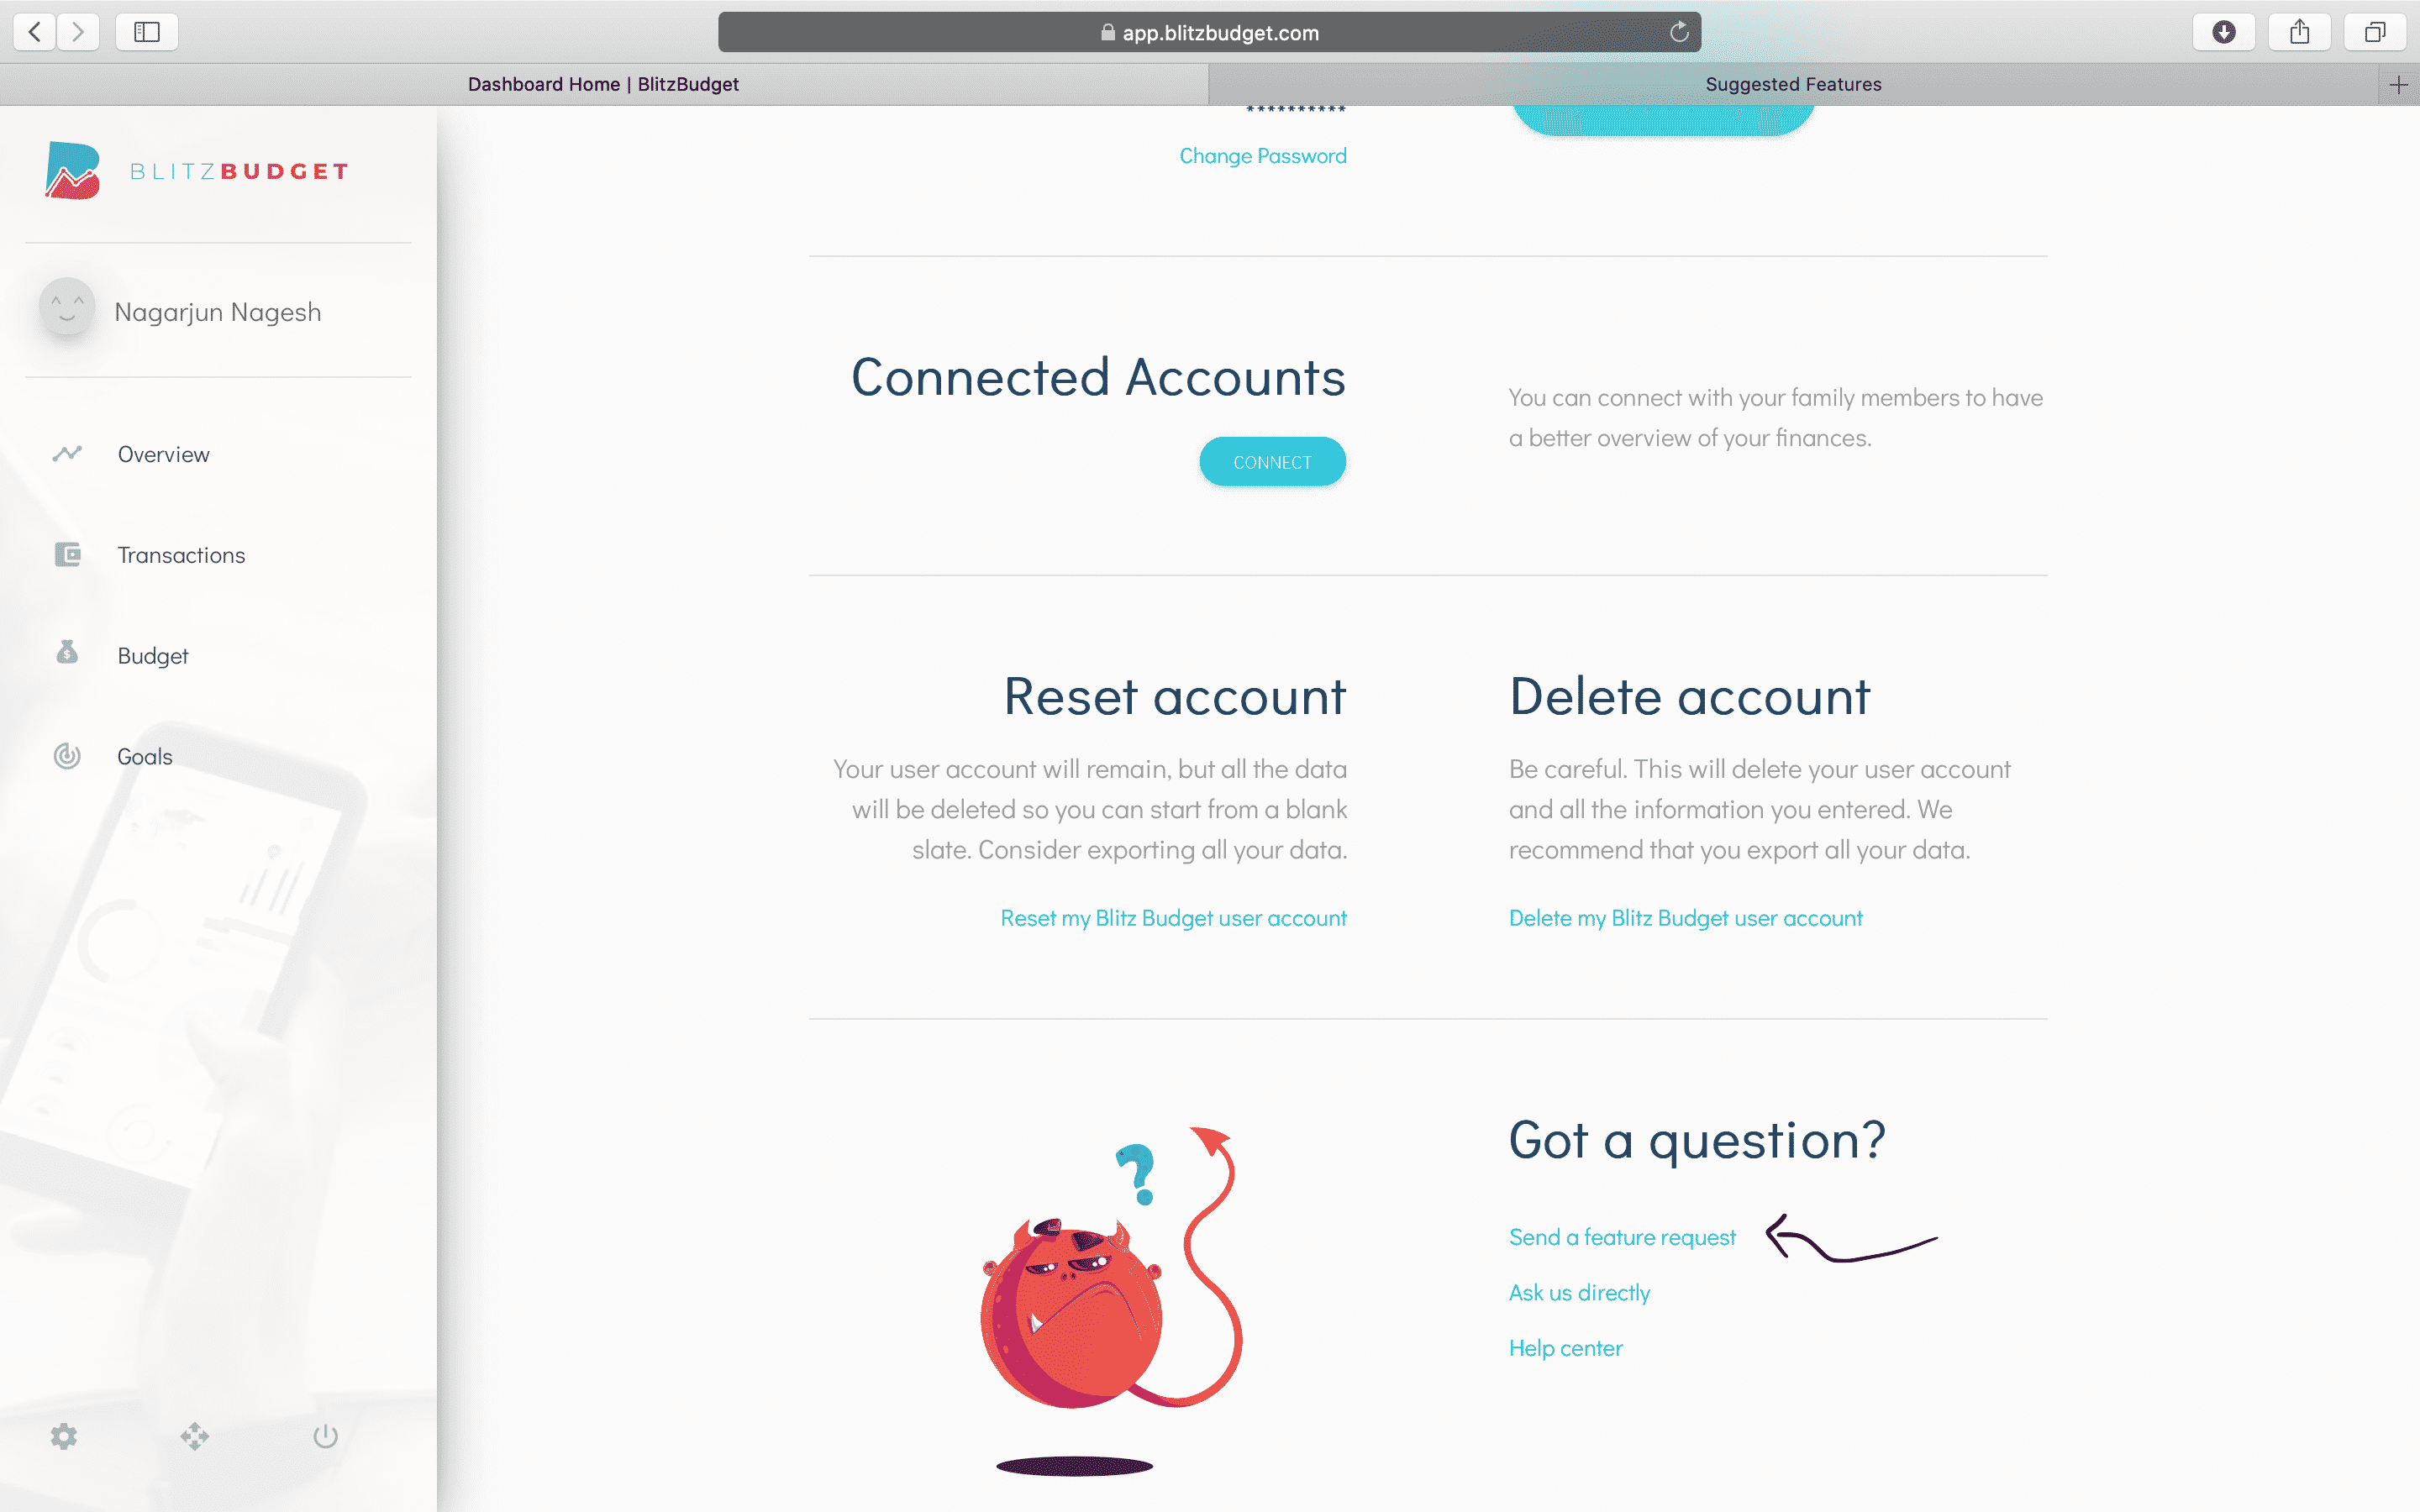 app.blitzbudget.com
Dashboard Home | BlitzBudget
Suggested Features
BLITZBUDGET
Nagarjun Nagesh
Overview
Transactions
Budget
Goals
**********
Change Password
Connected Accounts
CONNECT
You can connect with your family members to have
a better overview of your finances.
Reset account
Your user account will remain, but all the data
will be deleted so you can start from a blank
slate. Consider exporting all your data.
Reset my Blitz Budget user account
Delete account
Be careful. This will delete your user account
and all the information you entered. We
recommend that you export all your data.
Delete my Blitz Budget user account
?
Got a question?
Send a feature request
Ask us directly
Help center